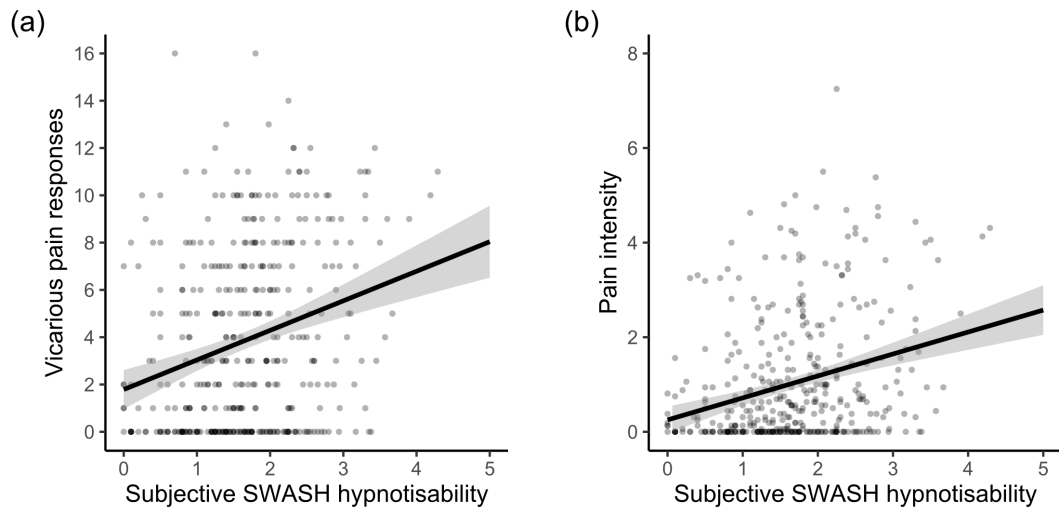 (a)
Vicarious pain responses
16
14
12
10
8
6
4
2
0
0 1 2 3 4 5
Subjective SWASH hypnotisability
(b)
Pain intensity
8
6
4
2
0
0 1 2 3 4 5
Subjective SWASH hypnotisability